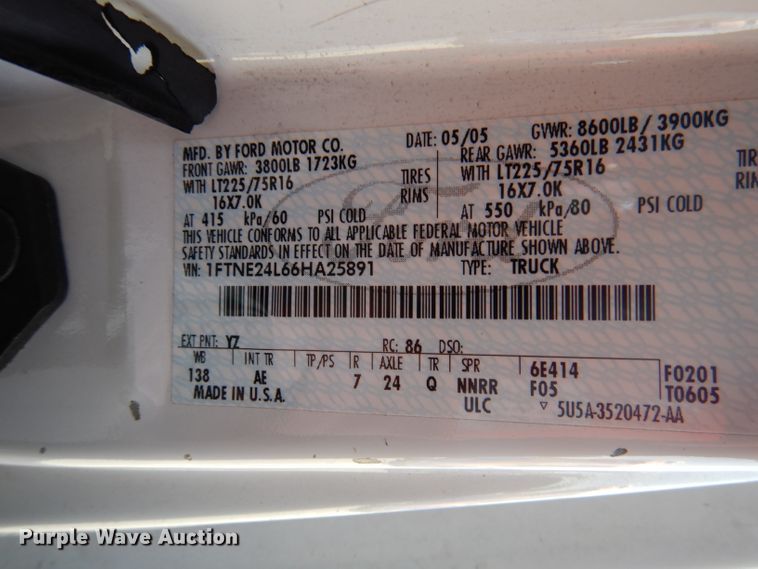 MFD. BY FORD MOTOR CO. DATE: 05/05 GVWR: 8600LB / 3900KG
FRONT GAWR: 3800LB 1723KG REAR GAWR: 5360LB 2431KG
WITH LT225/75R16 TIRES WITH LT225/75R16 TIR
16X7.0K RIMS 16X7.0K RIM
AT 415 kPa/60 PSI COLD AT 550 kPa/80 PSI COLD
THIS VEHICLE CONFORMS TO ALL APPLICABLE FEDERAL MOTOR VEHICLE
SAFETY STANDARDS IN EFFECT ON THE DATE OF MANUFACTURE SHOWN ABOVE.
VIN: 1FTNE24L66HA25891 TYPE: TRUCK
EXT PNT: YZ RC: 86 DSO:
WB INT TR TP/PS R AXLE TR SPR 6E414 F0201
138 AE 7 24 Q NNRR F05 T0605
MADE IN U.S.A. ULC ▽ 5U5A-3520472-AA
Purple Wave Auction